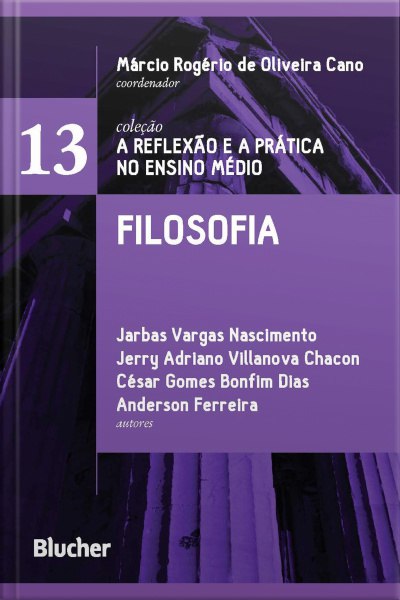 Márcio Rogério de Oliveira Cano
coordenador
13
coleção
A REFLEXÃO E A PRÁTICA
NO ENSINO MÉDIO
FILOSOFIA
Jarbas Vargas Nascimento
Jerry Adriano Villanova Chacon
César Gomes Bonfim Dias
Anderson Ferreira
autores
Blucher